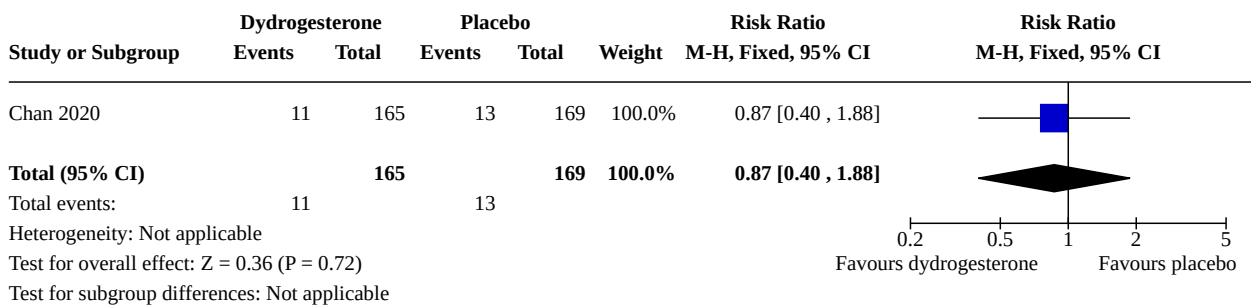 Dydrogesterone Placebo Risk Ratio Risk Ratio
Study or Subgroup Events Total Events Total Weight M-H, Fixed, 95% CI M-H, Fixed, 95% CI
Chan 2020 11 165 13 169 100.0% 0.87 [0.40 , 1.88]
Total (95% CI) 165 169 100.0% 0.87 [0.40 , 1.88]
Total events: 11 13
Heterogeneity: Not applicable
0.2 0.5 1 2 5
Test for overall effect: Z = 0.36 (P = 0.72)
Favours dydrogesterone Favours placebo
Test for subgroup differences: Not applicable